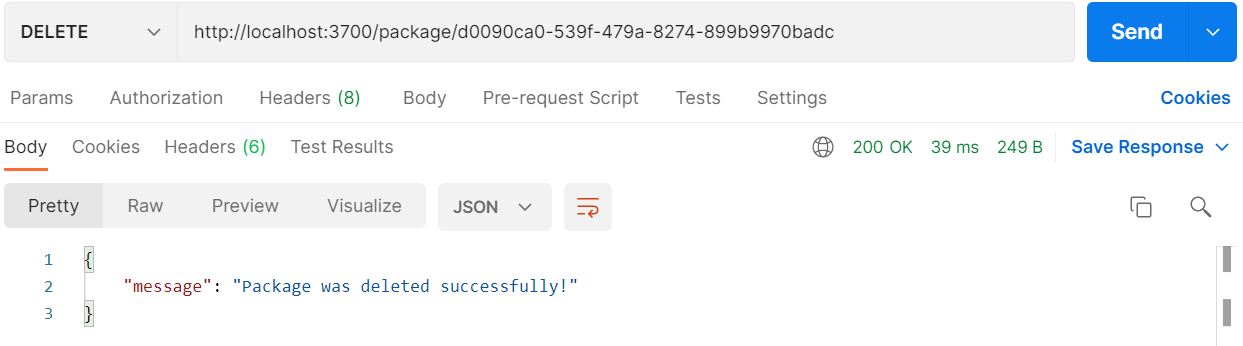 DELETE http://localhost:3700/package/d0090ca0-539f-479a-8274-899b9970badc Send
Params Authorization Headers (8) Body Pre-request Script Tests Settings Cookies
Body Cookies Headers (6) Test Results 200 OK 39 ms 249 B Save Response
Pretty Raw Preview Visualize JSON
1 {
2 "message": "Package was deleted successfully!"
3 }